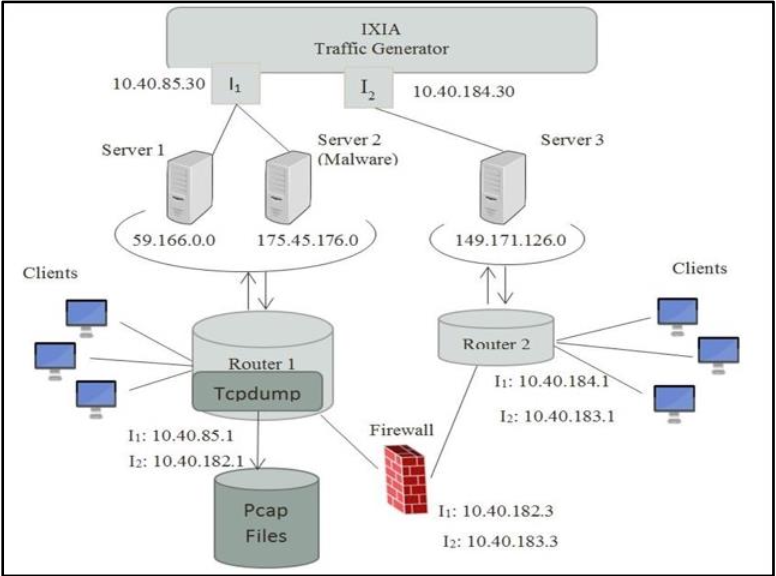 IXIA
Traffic Generator
10.40.85.30
I₁
I₂
10.40.184.30
Server 1
Server 2
(Malware)
Server 3
59.166.0.0
175.45.176.0
149.171.126.0
Clients
Clients
Router 1
Tcpdump
Router 2
I₁: 10.40.184.1
I₂: 10.40.183.1
I₁: 10.40.85.1
I₂: 10.40.182.1
Firewall
Pcap
Files
I₁: 10.40.182.3
I₂: 10.40.183.3